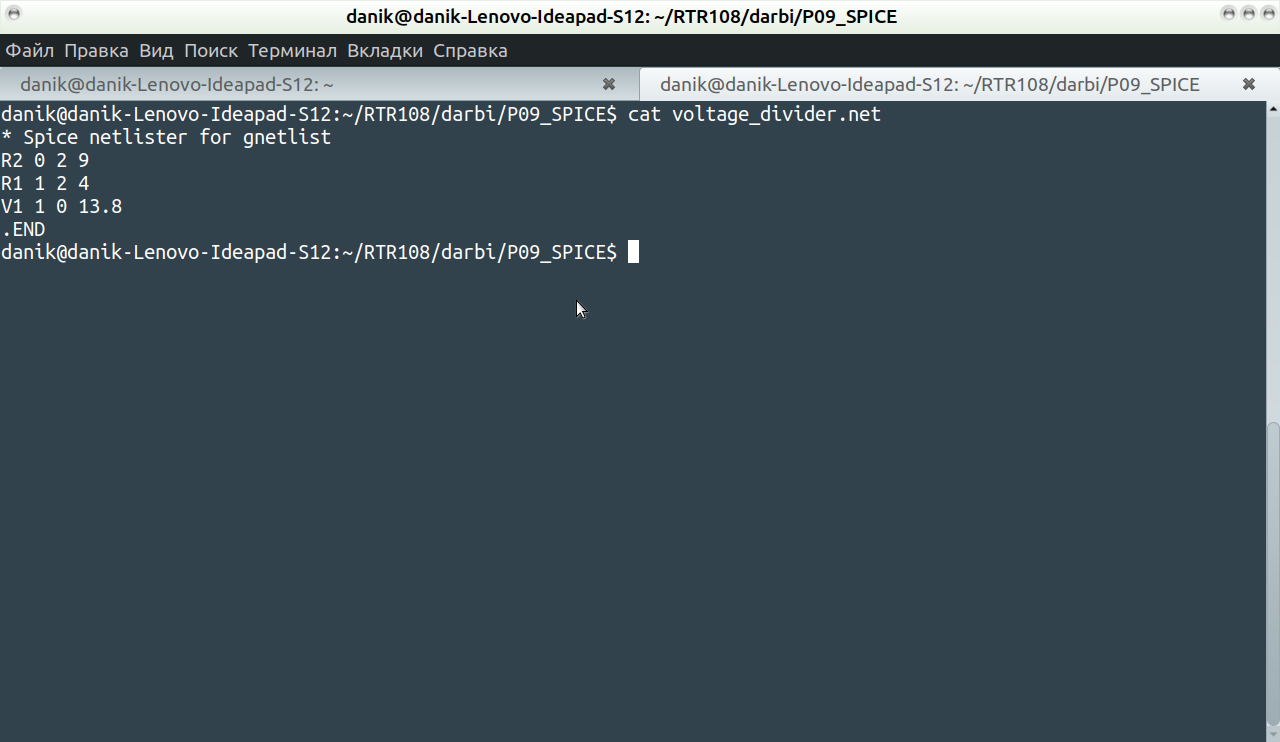 danik@danik-Lenovo-Ideapad-S12: ~/RTR108/darbi/P09_SPICE
Файл Правка Вид Поиск Терминал Вкладки Справка
danik@danik-Lenovo-Ideapad-S12: ~
danik@danik-Lenovo-Ideapad-S12: ~/RTR108/darbi/P09_SPICE
danik@danik-Lenovo-Ideapad-S12:~/RTR108/darbi/P09_SPICE$ cat voltage_divider.net
* Spice netlister for gnetlist
R2 0 2 9
R1 1 2 4
V1 1 0 13.8
.END
danik@danik-Lenovo-Ideapad-S12:~/RTR108/darbi/P09_SPICE$